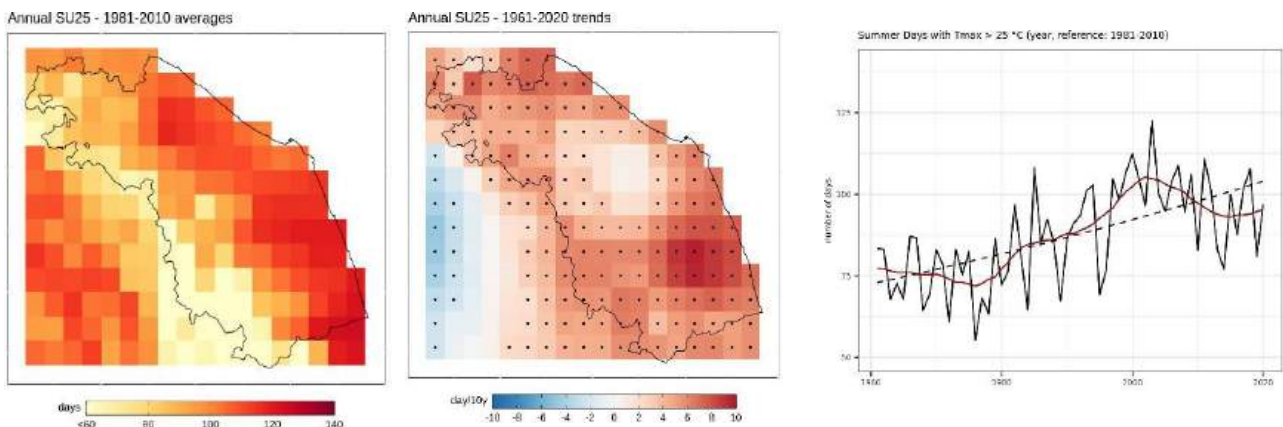 Annual SU25 - 1981-2010 averages
days
<60 80 100 120 140
Annual SU25 - 1961-2020 trends
day/10y
-10 -8 -6 -4 -2 0 2 4 6 8 10
Summer Days with Tmax > 25 °C (year, reference: 1981-2010)
number of days
125
100
75
50
1960 1980 2000 2020